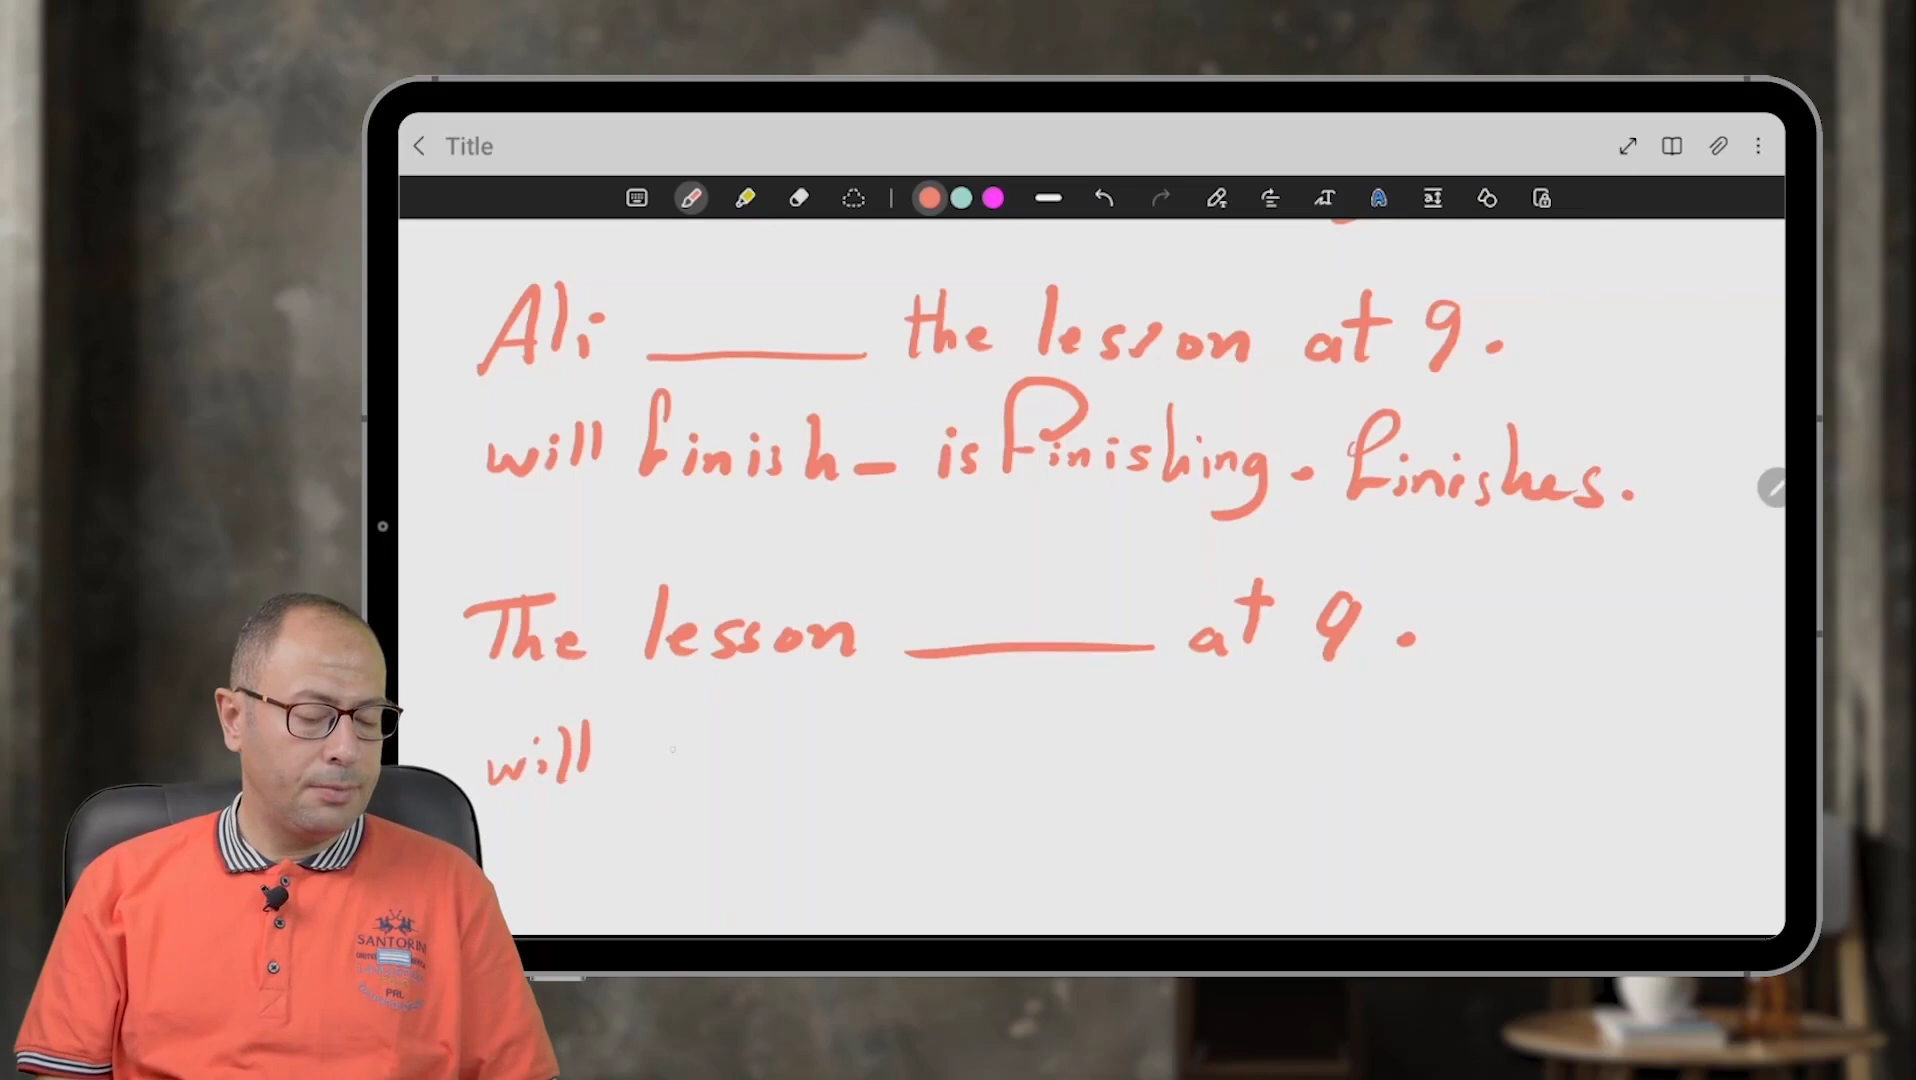 Title
Ali ______ the lesson at 9.
will finish - is finishing - finishes.
The lesson ______ at 9.
will
SANTORINI
PRL